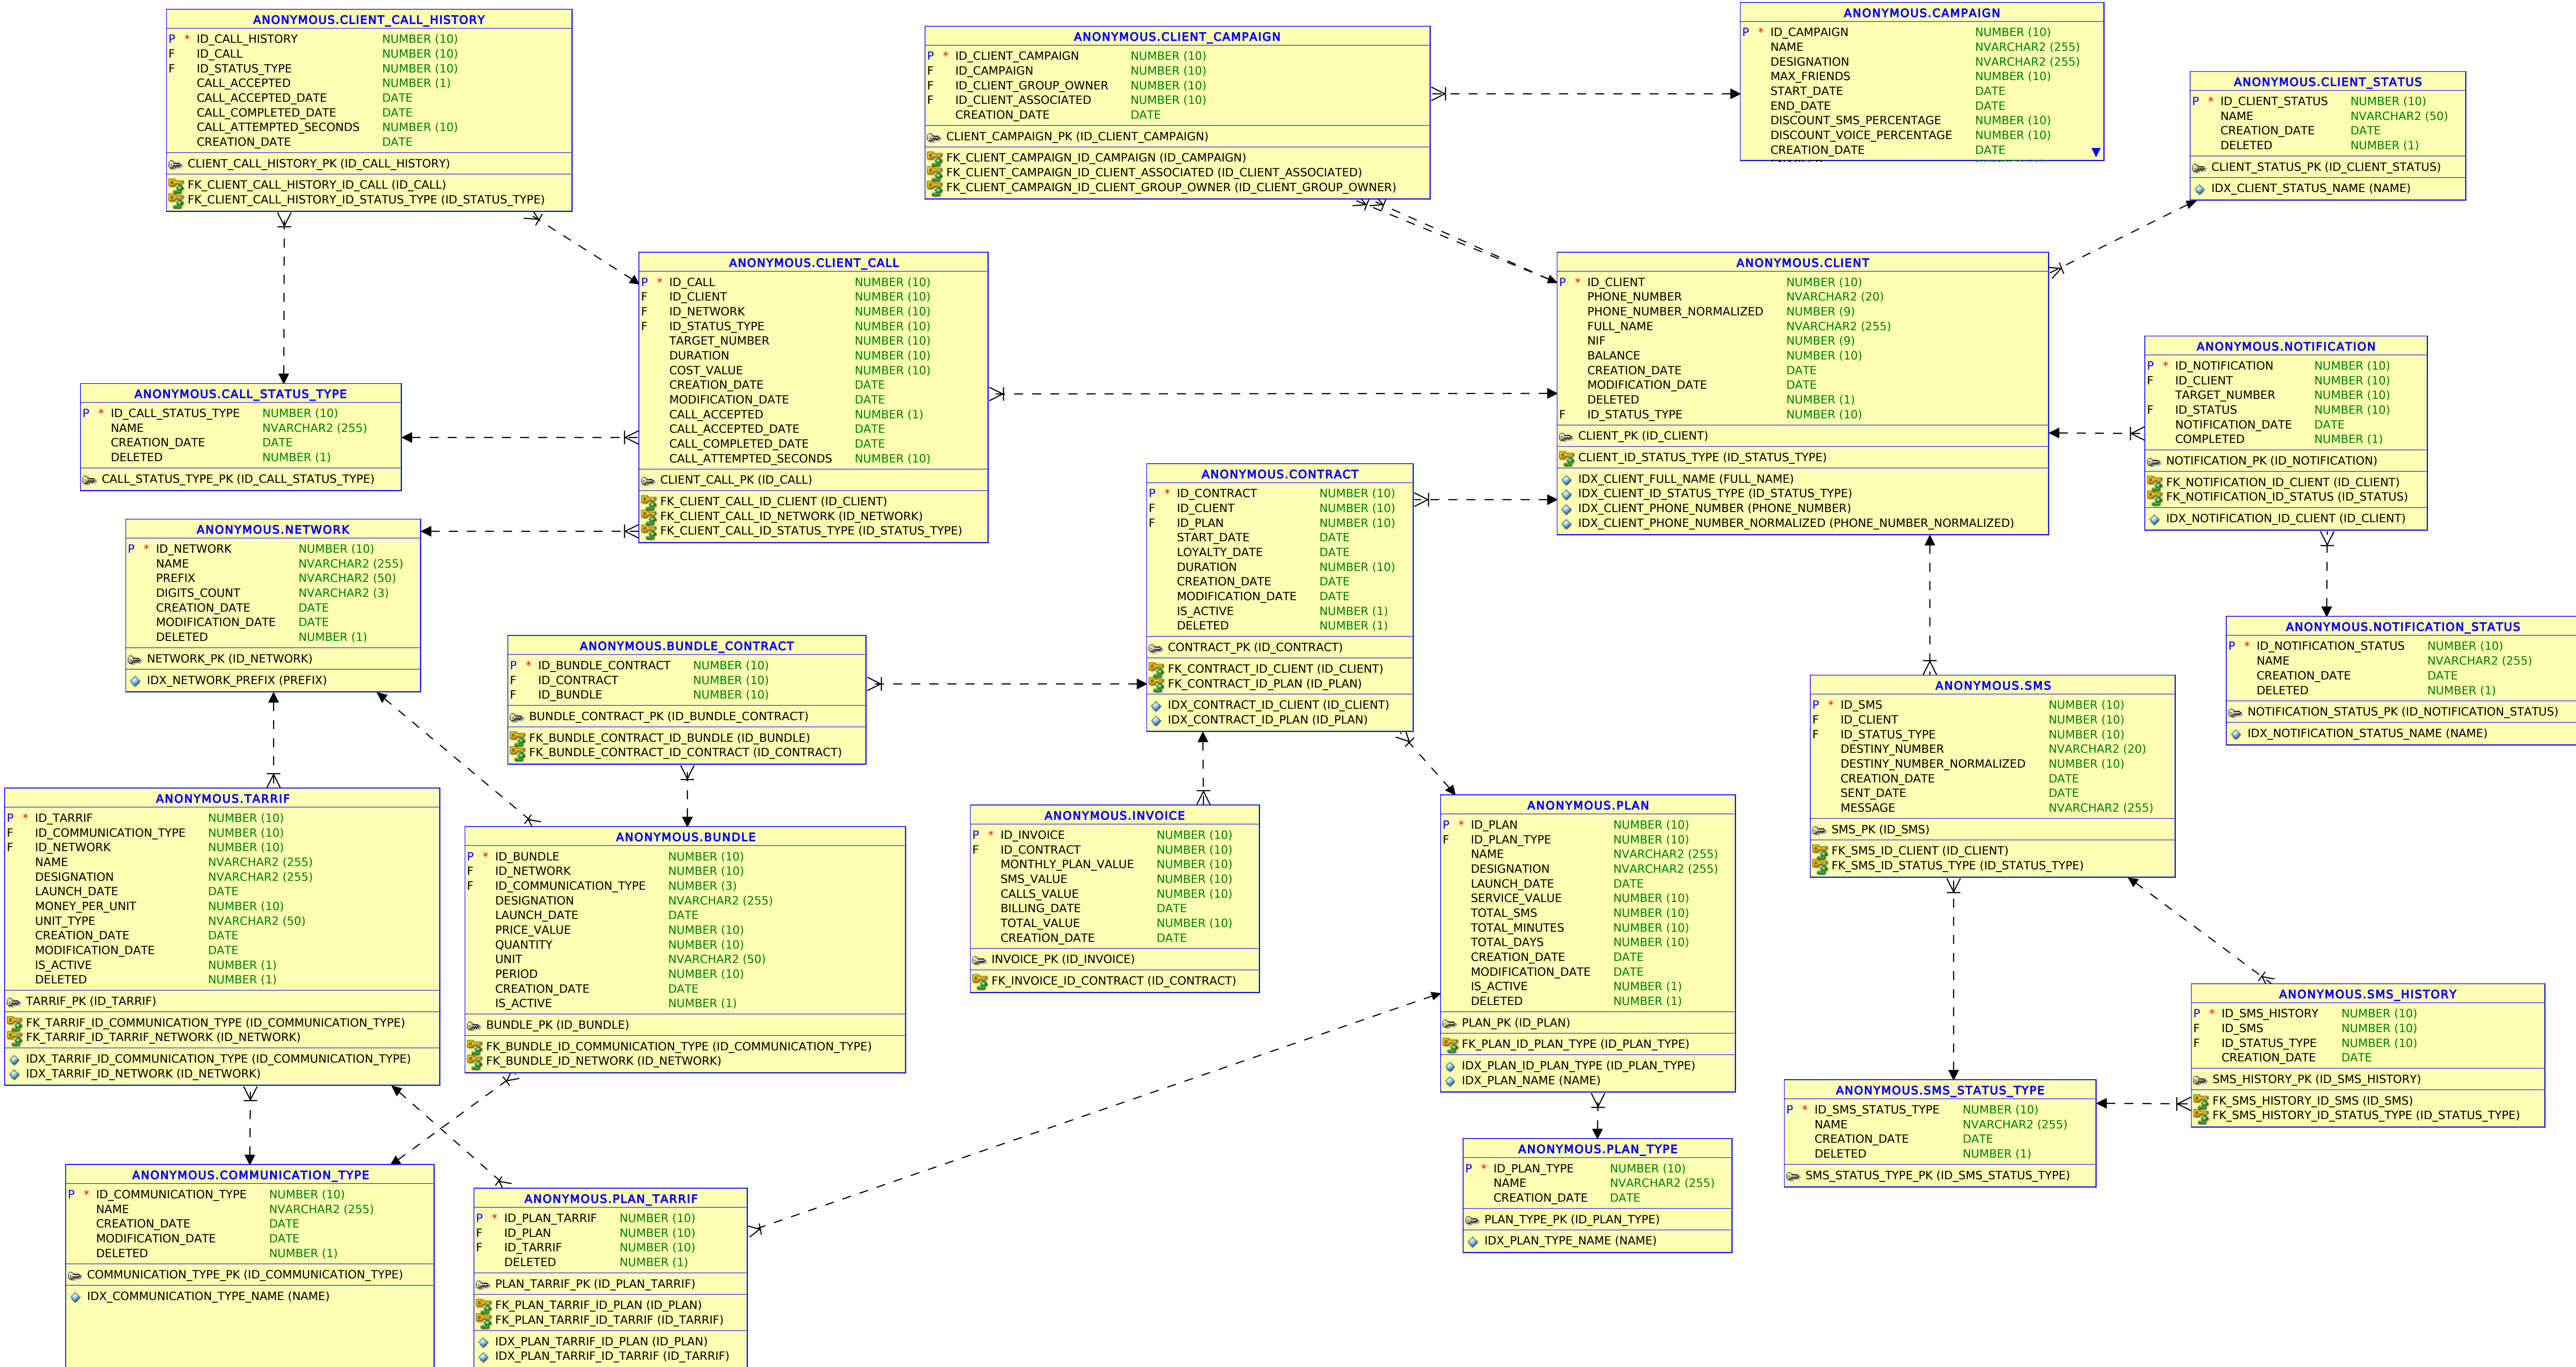 ANONYMOUS.CLIENT_CALL_HISTORY
P * ID_CALL_HISTORY NUMBER (10)
F ID_CALL NUMBER (10)
F ID_STATUS_TYPE NUMBER (10)
CALL_ACCEPTED NUMBER (1)
CALL_ACCEPTED_DATE DATE
CALL_COMPLETED_DATE DATE
CALL_ATTEMPTED_SECONDS NUMBER (10)
CREATION_DATE DATE
CLIENT_CALL_HISTORY_PK (ID_CALL_HISTORY)
FK_CLIENT_CALL_HISTORY_ID_CALL (ID_CALL)
FK_CLIENT_CALL_HISTORY_ID_STATUS_TYPE (ID_STATUS_TYPE)
ANONYMOUS.CLIENT_CAMPAIGN
P * ID_CLIENT_CAMPAIGN NUMBER (10)
F ID_CAMPAIGN NUMBER (10)
F ID_CLIENT_GROUP_OWNER NUMBER (10)
F ID_CLIENT_ASSOCIATED NUMBER (10)
CREATION_DATE DATE
CLIENT_CAMPAIGN_PK (ID_CLIENT_CAMPAIGN)
FK_CLIENT_CAMPAIGN_ID_CAMPAIGN (ID_CAMPAIGN)
FK_CLIENT_CAMPAIGN_ID_CLIENT_ASSOCIATED (ID_CLIENT_ASSOCIATED)
FK_CLIENT_CAMPAIGN_ID_CLIENT_GROUP_OWNER (ID_CLIENT_GROUP_OWNER)
ANONYMOUS.CAMPAIGN
P * ID_CAMPAIGN NUMBER (10)
NAME NVARCHAR2 (255)
DESIGNATION NVARCHAR2 (255)
MAX_FRIENDS NUMBER (10)
START_DATE DATE
END_DATE DATE
DISCOUNT_SMS_PERCENTAGE NUMBER (10)
DISCOUNT_VOICE_PERCENTAGE NUMBER (10)
CREATION_DATE DATE
ANONYMOUS.CLIENT_STATUS
P * ID_CLIENT_STATUS NUMBER (10)
NAME NVARCHAR2 (50)
CREATION_DATE DATE
DELETED NUMBER (1)
CLIENT_STATUS_PK (ID_CLIENT_STATUS)
IDX_CLIENT_STATUS_NAME (NAME)
ANONYMOUS.CLIENT_CALL
P * ID_CALL NUMBER (10)
F ID_CLIENT NUMBER (10)
F ID_NETWORK NUMBER (10)
F ID_STATUS_TYPE NUMBER (10)
TARGET_NUMBER NUMBER (10)
DURATION NUMBER (10)
COST_VALUE NUMBER (10)
CREATION_DATE DATE
MODIFICATION_DATE DATE
CALL_ACCEPTED NUMBER (1)
CALL_ACCEPTED_DATE DATE
CALL_COMPLETED_DATE DATE
CALL_ATTEMPTED_SECONDS NUMBER (10)
CLIENT_CALL_PK (ID_CALL)
FK_CLIENT_CALL_ID_CLIENT (ID_CLIENT)
FK_CLIENT_CALL_ID_NETWORK (ID_NETWORK)
FK_CLIENT_CALL_ID_STATUS_TYPE (ID_STATUS_TYPE)
ANONYMOUS.CLIENT
P * ID_CLIENT NUMBER (10)
PHONE_NUMBER NVARCHAR2 (20)
PHONE_NUMBER_NORMALIZED NUMBER (9)
FULL_NAME NVARCHAR2 (255)
NIF NUMBER (9)
BALANCE NUMBER (10)
CREATION_DATE DATE
MODIFICATION_DATE DATE
DELETED NUMBER (1)
F ID_STATUS_TYPE NUMBER (10)
CLIENT_PK (ID_CLIENT)
CLIENT_ID_STATUS_TYPE (ID_STATUS_TYPE)
IDX_CLIENT_FULL_NAME (FULL_NAME)
IDX_CLIENT_ID_STATUS_TYPE (ID_STATUS_TYPE)
IDX_CLIENT_PHONE_NUMBER (PHONE_NUMBER)
IDX_CLIENT_PHONE_NUMBER_NORMALIZED (PHONE_NUMBER_NORMALIZED)
ANONYMOUS.NOTIFICATION
P * ID_NOTIFICATION NUMBER (10)
F ID_CLIENT NUMBER (10)
TARGET_NUMBER NUMBER (10)
F ID_STATUS NUMBER (10)
NOTIFICATION_DATE DATE
COMPLETED NUMBER (1)
NOTIFICATION_PK (ID_NOTIFICATION)
FK_NOTIFICATION_ID_CLIENT (ID_CLIENT)
FK_NOTIFICATION_ID_STATUS (ID_STATUS)
IDX_NOTIFICATION_ID_CLIENT (ID_CLIENT)
ANONYMOUS.CALL_STATUS_TYPE
P * ID_CALL_STATUS_TYPE NUMBER (10)
NAME NVARCHAR2 (255)
CREATION_DATE DATE
DELETED NUMBER (1)
CALL_STATUS_TYPE_PK (ID_CALL_STATUS_TYPE)
ANONYMOUS.CONTRACT
P * ID_CONTRACT NUMBER (10)
F ID_CLIENT NUMBER (10)
F ID_PLAN NUMBER (10)
START_DATE DATE
LOYALTY_DATE DATE
DURATION NUMBER (10)
CREATION_DATE DATE
MODIFICATION_DATE DATE
IS_ACTIVE NUMBER (1)
DELETED NUMBER (1)
CONTRACT_PK (ID_CONTRACT)
FK_CONTRACT_ID_CLIENT (ID_CLIENT)
FK_CONTRACT_ID_PLAN (ID_PLAN)
IDX_CONTRACT_ID_CLIENT (ID_CLIENT)
IDX_CONTRACT_ID_PLAN (ID_PLAN)
ANONYMOUS.NETWORK
P * ID_NETWORK NUMBER (10)
NAME NVARCHAR2 (255)
PREFIX NVARCHAR2 (50)
DIGITS_COUNT NVARCHAR2 (3)
CREATION_DATE DATE
MODIFICATION_DATE DATE
DELETED NUMBER (1)
NETWORK_PK (ID_NETWORK)
IDX_NETWORK_PREFIX (PREFIX)
ANONYMOUS.BUNDLE_CONTRACT
P * ID_BUNDLE_CONTRACT NUMBER (10)
F ID_CONTRACT NUMBER (10)
F ID_BUNDLE NUMBER (10)
BUNDLE_CONTRACT_PK (ID_BUNDLE_CONTRACT)
FK_BUNDLE_CONTRACT_ID_BUNDLE (ID_BUNDLE)
FK_BUNDLE_CONTRACT_ID_CONTRACT (ID_CONTRACT)
ANONYMOUS.NOTIFICATION_STATUS
P * ID_NOTIFICATION_STATUS NUMBER (10)
NAME NVARCHAR2 (255)
CREATION_DATE DATE
DELETED NUMBER (1)
NOTIFICATION_STATUS_PK (ID_NOTIFICATION_STATUS)
IDX_NOTIFICATION_STATUS_NAME (NAME)
ANONYMOUS.SMS
P * ID_SMS NUMBER (10)
F ID_CLIENT NUMBER (10)
F ID_STATUS_TYPE NUMBER (10)
DESTINY_NUMBER NVARCHAR2 (20)
DESTINY_NUMBER_NORMALIZED NUMBER (10)
CREATION_DATE DATE
SENT_DATE DATE
MESSAGE NVARCHAR2 (255)
SMS_PK (ID_SMS)
FK_SMS_ID_CLIENT (ID_CLIENT)
FK_SMS_ID_STATUS_TYPE (ID_STATUS_TYPE)
ANONYMOUS.TARRIF
P * ID_TARRIF NUMBER (10)
F ID_COMMUNICATION_TYPE NUMBER (10)
F ID_NETWORK NUMBER (10)
NAME NVARCHAR2 (255)
DESIGNATION NVARCHAR2 (255)
LAUNCH_DATE DATE
MONEY_PER_UNIT NUMBER (10)
UNIT_TYPE NVARCHAR2 (50)
CREATION_DATE DATE
MODIFICATION_DATE DATE
IS_ACTIVE NUMBER (1)
DELETED NUMBER (1)
TARRIF_PK (ID_TARRIF)
FK_TARRIF_ID_COMMUNICATION_TYPE (ID_COMMUNICATION_TYPE)
FK_TARRIF_ID_TARRIF_NETWORK (ID_NETWORK)
IDX_TARRIF_ID_COMMUNICATION_TYPE (ID_COMMUNICATION_TYPE)
IDX_TARRIF_ID_NETWORK (ID_NETWORK)
ANONYMOUS.BUNDLE
P * ID_BUNDLE NUMBER (10)
F ID_NETWORK NUMBER (10)
F ID_COMMUNICATION_TYPE NUMBER (3)
DESIGNATION NVARCHAR2 (255)
LAUNCH_DATE DATE
PRICE_VALUE NUMBER (10)
QUANTITY NUMBER (10)
UNIT NVARCHAR2 (50)
PERIOD NUMBER (10)
CREATION_DATE DATE
IS_ACTIVE NUMBER (1)
BUNDLE_PK (ID_BUNDLE)
FK_BUNDLE_ID_COMMUNICATION_TYPE (ID_COMMUNICATION_TYPE)
FK_BUNDLE_ID_NETWORK (ID_NETWORK)
ANONYMOUS.INVOICE
P * ID_INVOICE NUMBER (10)
F ID_CONTRACT NUMBER (10)
MONTHLY_PLAN_VALUE NUMBER (10)
SMS_VALUE NUMBER (10)
CALLS_VALUE NUMBER (10)
BILLING_DATE DATE
TOTAL_VALUE NUMBER (10)
CREATION_DATE DATE
INVOICE_PK (ID_INVOICE)
FK_INVOICE_ID_CONTRACT (ID_CONTRACT)
ANONYMOUS.PLAN
P * ID_PLAN NUMBER (10)
F ID_PLAN_TYPE NUMBER (10)
NAME NVARCHAR2 (255)
DESIGNATION NVARCHAR2 (255)
LAUNCH_DATE DATE
SERVICE_VALUE NUMBER (10)
TOTAL_SMS NUMBER (10)
TOTAL_MINUTES NUMBER (10)
TOTAL_DAYS NUMBER (10)
CREATION_DATE DATE
MODIFICATION_DATE DATE
IS_ACTIVE NUMBER (1)
DELETED NUMBER (1)
PLAN_PK (ID_PLAN)
FK_PLAN_ID_PLAN_TYPE (ID_PLAN_TYPE)
IDX_PLAN_ID_PLAN_TYPE (ID_PLAN_TYPE)
IDX_PLAN_NAME (NAME)
ANONYMOUS.SMS_HISTORY
P * ID_SMS_HISTORY NUMBER (10)
F ID_SMS NUMBER (10)
F ID_STATUS_TYPE NUMBER (10)
CREATION_DATE DATE
SMS_HISTORY_PK (ID_SMS_HISTORY)
FK_SMS_HISTORY_ID_SMS (ID_SMS)
FK_SMS_HISTORY_ID_STATUS_TYPE (ID_STATUS_TYPE)
ANONYMOUS.SMS_STATUS_TYPE
P * ID_SMS_STATUS_TYPE NUMBER (10)
NAME NVARCHAR2 (255)
CREATION_DATE DATE
DELETED NUMBER (1)
SMS_STATUS_TYPE_PK (ID_SMS_STATUS_TYPE)
ANONYMOUS.PLAN_TYPE
P * ID_PLAN_TYPE NUMBER (10)
NAME NVARCHAR2 (255)
CREATION_DATE DATE
PLAN_TYPE_PK (ID_PLAN_TYPE)
IDX_PLAN_TYPE_NAME (NAME)
ANONYMOUS.COMMUNICATION_TYPE
P * ID_COMMUNICATION_TYPE NUMBER (10)
NAME NVARCHAR2 (255)
CREATION_DATE DATE
MODIFICATION_DATE DATE
DELETED NUMBER (1)
COMMUNICATION_TYPE_PK (ID_COMMUNICATION_TYPE)
IDX_COMMUNICATION_TYPE_NAME (NAME)
ANONYMOUS.PLAN_TARRIF
P * ID_PLAN_TARRIF NUMBER (10)
F ID_PLAN NUMBER (10)
F ID_TARRIF NUMBER (10)
DELETED NUMBER (1)
PLAN_TARRIF_PK (ID_PLAN_TARRIF)
FK_PLAN_TARRIF_ID_PLAN (ID_PLAN)
FK_PLAN_TARRIF_ID_TARRIF (ID_TARRIF)
IDX_PLAN_TARRIF_ID_PLAN (ID_PLAN)
IDX_PLAN_TARRIF_ID_TARRIF (ID_TARRIF)